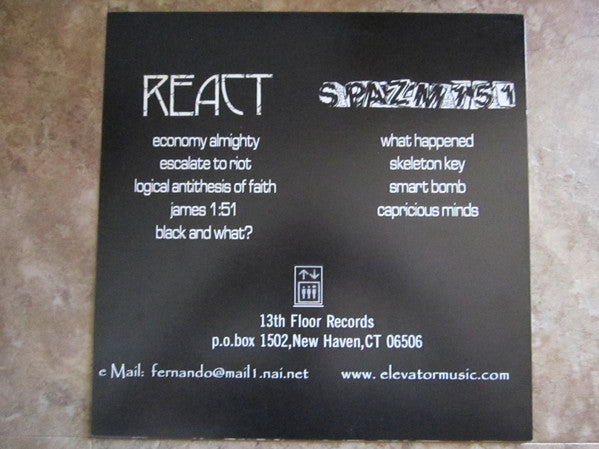 REACT
economy almighty
escalate to riot
logical antithesis of faith
james 1:51
black and what?
SPAZM 151
what happened
skeleton key
smart bomb
capricious minds
13th Floor Records
p.o.box 1502,New Haven,CT 06506
e Mail: fernando@mail1.nai.net
www. elevatormusic.com